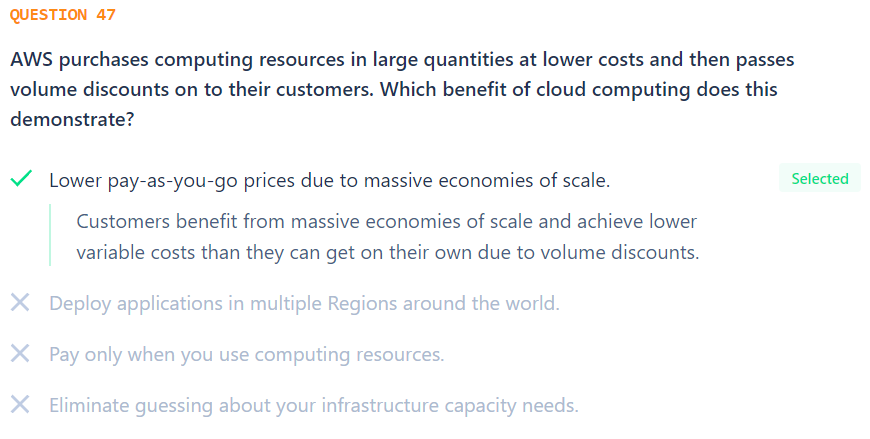 QUESTION 47
AWS purchases computing resources in large quantities at lower costs and then passes
volume discounts on to their customers. Which benefit of cloud computing does this
demonstrate?
Lower pay-as-you-go prices due to massive economies of scale.
Selected
Customers benefit from massive economies of scale and achieve lower
variable costs than they can get on their own due to volume discounts.
Deploy applications in multiple Regions around the world.
Pay only when you use computing resources.
Eliminate guessing about your infrastructure capacity needs.